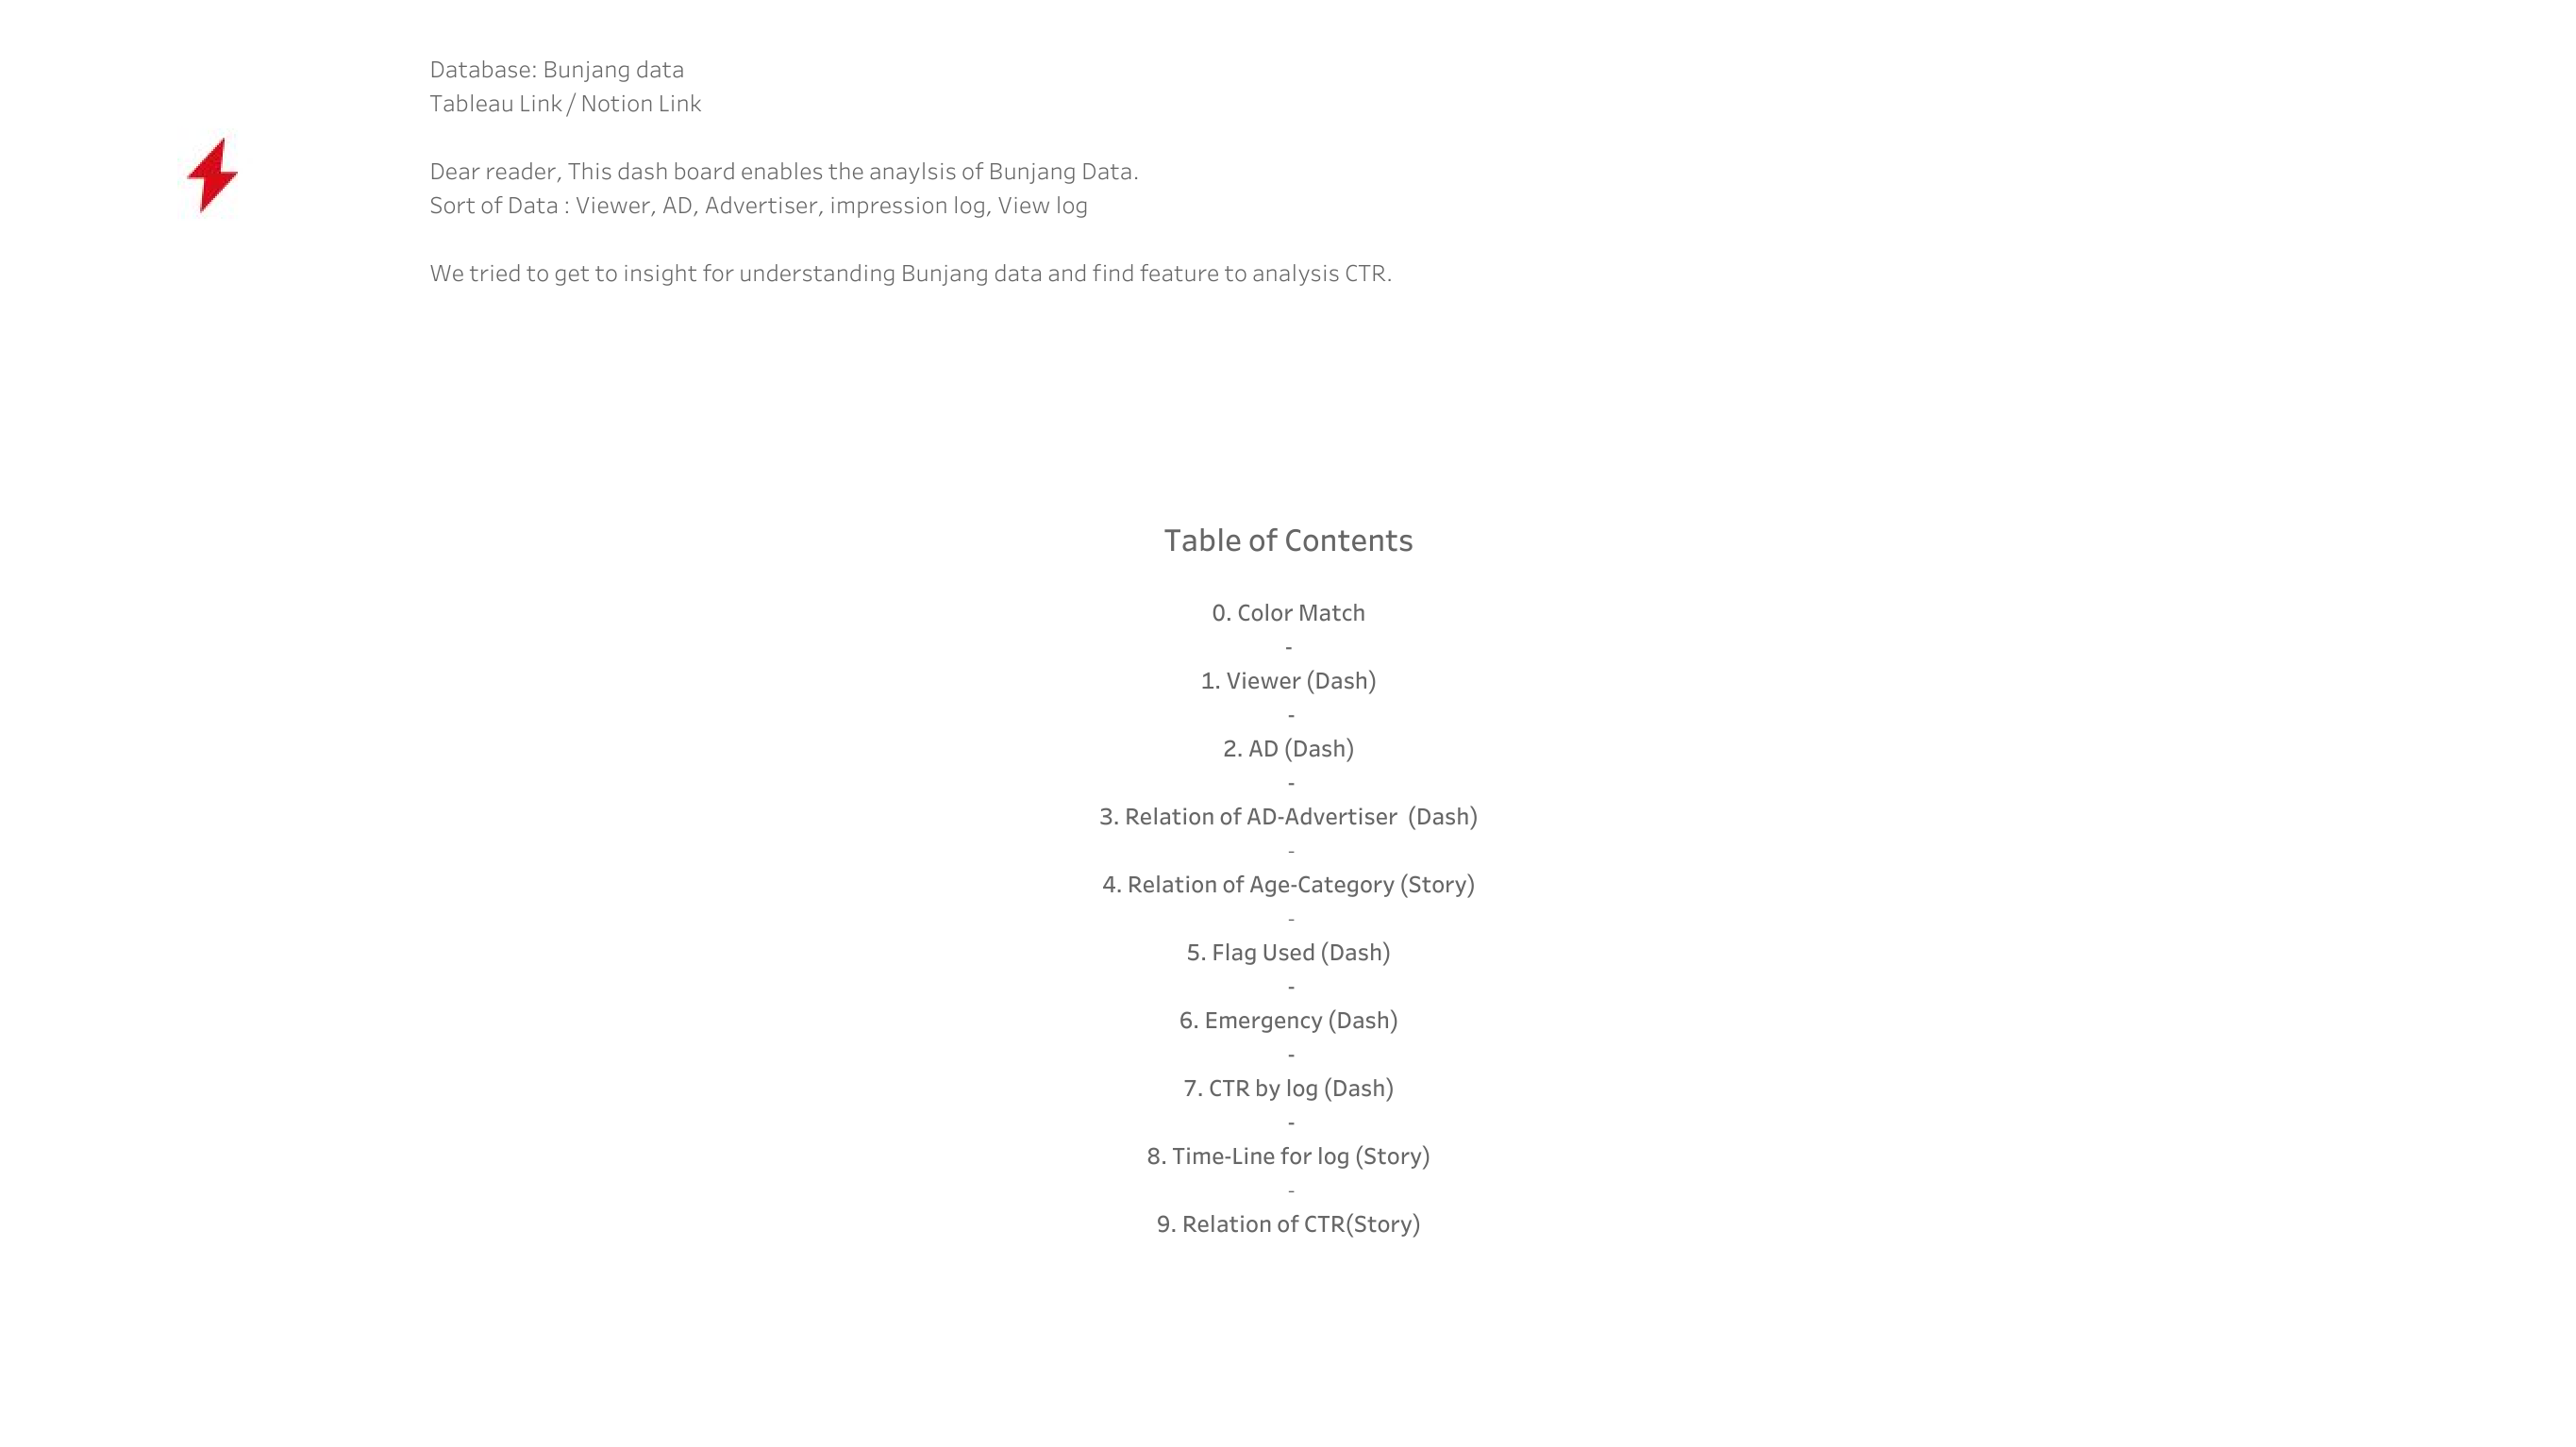 Database: Bunjang data
Tableau Link / Notion Link
Dear reader, This dash board enables the anaylsis of Bunjang Data.
Sort of Data : Viewer, AD, Advertiser, impression log, View log
We tried to get to insight for understanding Bunjang data and find feature to analysis CTR.
Table of Contents
0. Color Match
-
1. Viewer (Dash)
-
2. AD (Dash)
-
3. Relation of AD-Advertiser  (Dash)
-
4. Relation of Age-Category (Story)
-
5. Flag Used (Dash)
-
6. Emergency (Dash)
-
7. CTR by log (Dash)
-
8. Time-Line for log (Story)
-
9. Relation of CTR(Story)